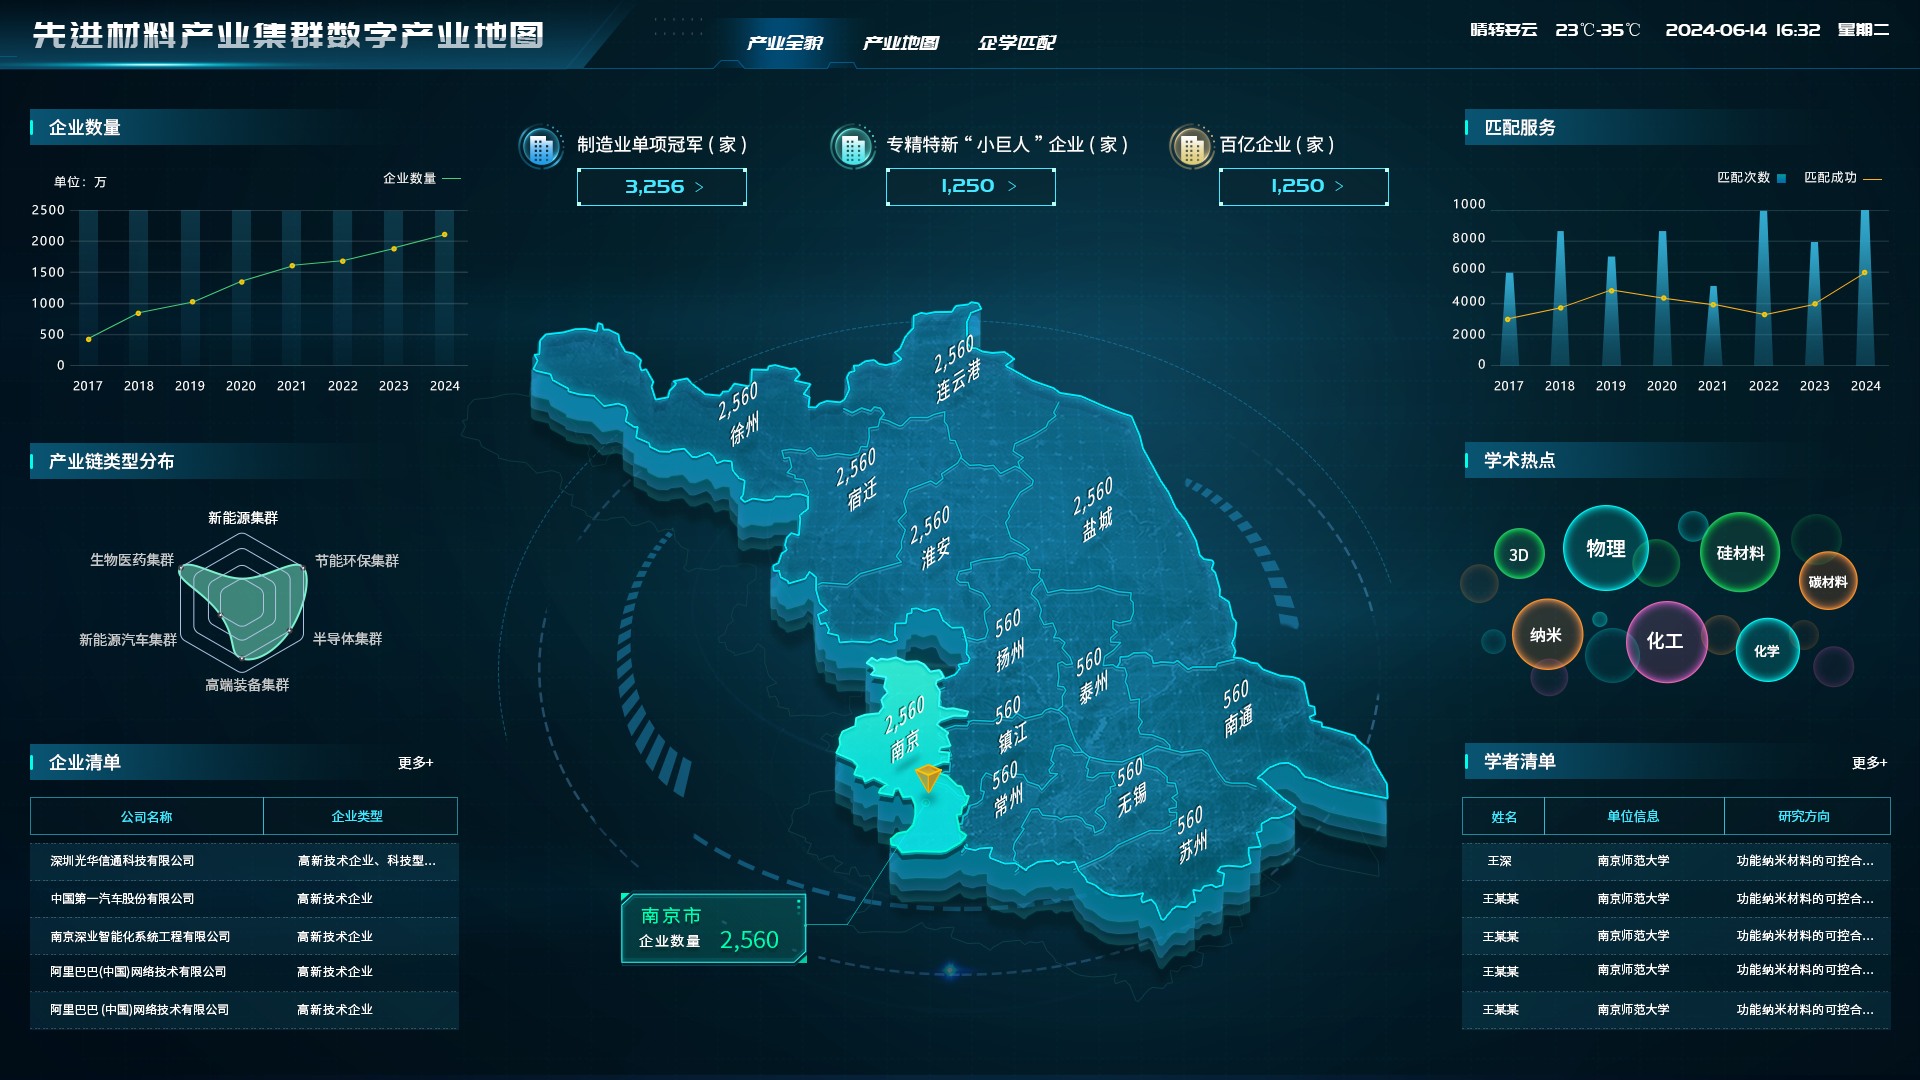 先进材料产业集群数字产业地图
产业全貌 产业地图 企学匹配
晴转多云 23℃-35℃ 2024-06-14 16:32 星期二
企业数量
单位：万
企业数量
2500
2000
1500
1000
500
0
2017 2018 2019 2020 2021 2022 2023 2024
产业链类型分布
新能源集群
生物医药集群
节能环保集群
新能源汽车集群
半导体集群
高端装备集群
企业清单
更多+
公司名称 企业类型
深圳光华信通科技有限公司 高新技术企业、科技型...
中国第一汽车股份有限公司 高新技术企业
南京深业智能化系统工程有限公司 高新技术企业
阿里巴巴(中国)网络技术有限公司 高新技术企业
阿里巴巴 (中国)网络技术有限公司 高新技术企业
制造业单项冠军 ( 家 )
3,256 >
专精特新 “ 小巨人 ” 企业 ( 家 )
1,250 >
百亿企业 ( 家 )
1,250 >
2,560
连云港
2,560
徐州
2,560
宿迁
2,560
盐城
2,560
淮安
560
扬州
560
泰州
560
南通
2,560
南京
560
镇江
560
常州
560
无锡
560
苏州
南京市
企业数量 2,560
匹配服务
匹配次数 匹配成功
1000
8000
6000
4000
2000
0
2017 2018 2019 2020 2021 2022 2023 2024
学术热点
3D
物理
硅材料
碳材料
纳米
化工
化学
学者清单
更多+
姓名 单位信息 研究方向
王深 南京师范大学 功能纳米材料的可控合...
王某某 南京师范大学 功能纳米材料的可控合...
王某某 南京师范大学 功能纳米材料的可控合...
王某某 南京师范大学 功能纳米材料的可控合...
王某某 南京师范大学 功能纳米材料的可控合...